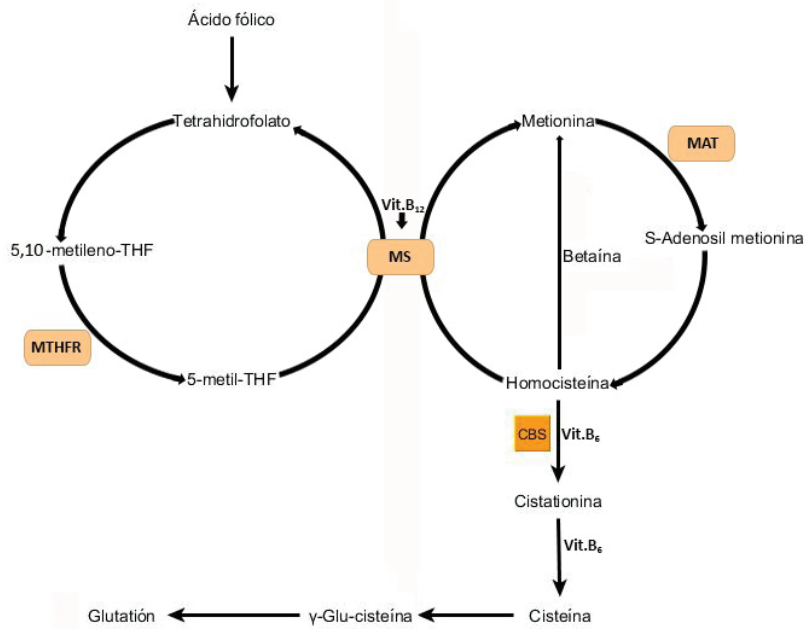 Ácido fólico
Tetrahidrofolato
Metionina
MAT
Vit.B₁₂
5,10-metileno-THF
MS
Betaína
S-Adenosil metionina
MTHFR
5-metil-THF
Homocisteína
CBS
Vit.B₆
Cistationina
Vit.B₆
Glutatión
γ-Glu-cisteína
Cisteína